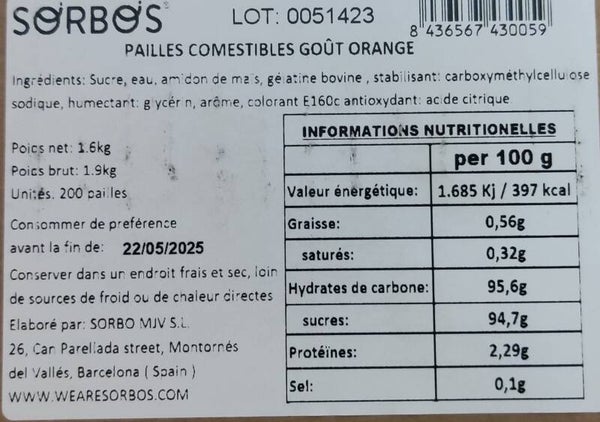 SORBOS LOT: 0051423
8 436567 430059
PAILLES COMESTIBLES GOÛT ORANGE
Ingrédients: Sucre, eau, amidon de maïs, gélatine bovine, stabilisant: carboxyméthylcellulose
sodique, humectant: glycérin, arôme, colorant E160c antioxydant: acide citrique
INFORMATIONS NUTRITIONELLES
per 100 g
Valeur énergétique: 1.685 Kj / 397 kcal
Graisse: 0,56g
saturés: 0,32g
Hydrates de carbone: 95,6g
sucres: 94,7g
Protéïnes: 2,29g
Sel: 0,1g
Poids net: 1.6kg
Poids brut: 1.9kg
Unités. 200 pailles
Consommer de preférence
avant la fin de: 22/05/2025
Conserver dans un endroit frais et sec, loin
de sources de froid ou de chaleur directes
Elaboré par: SORBO MJV S.L.
26, Can Parellada street, Montornés
del Vallés, Barcelona ( Spain )
WWW.WEARESORBOS.COM